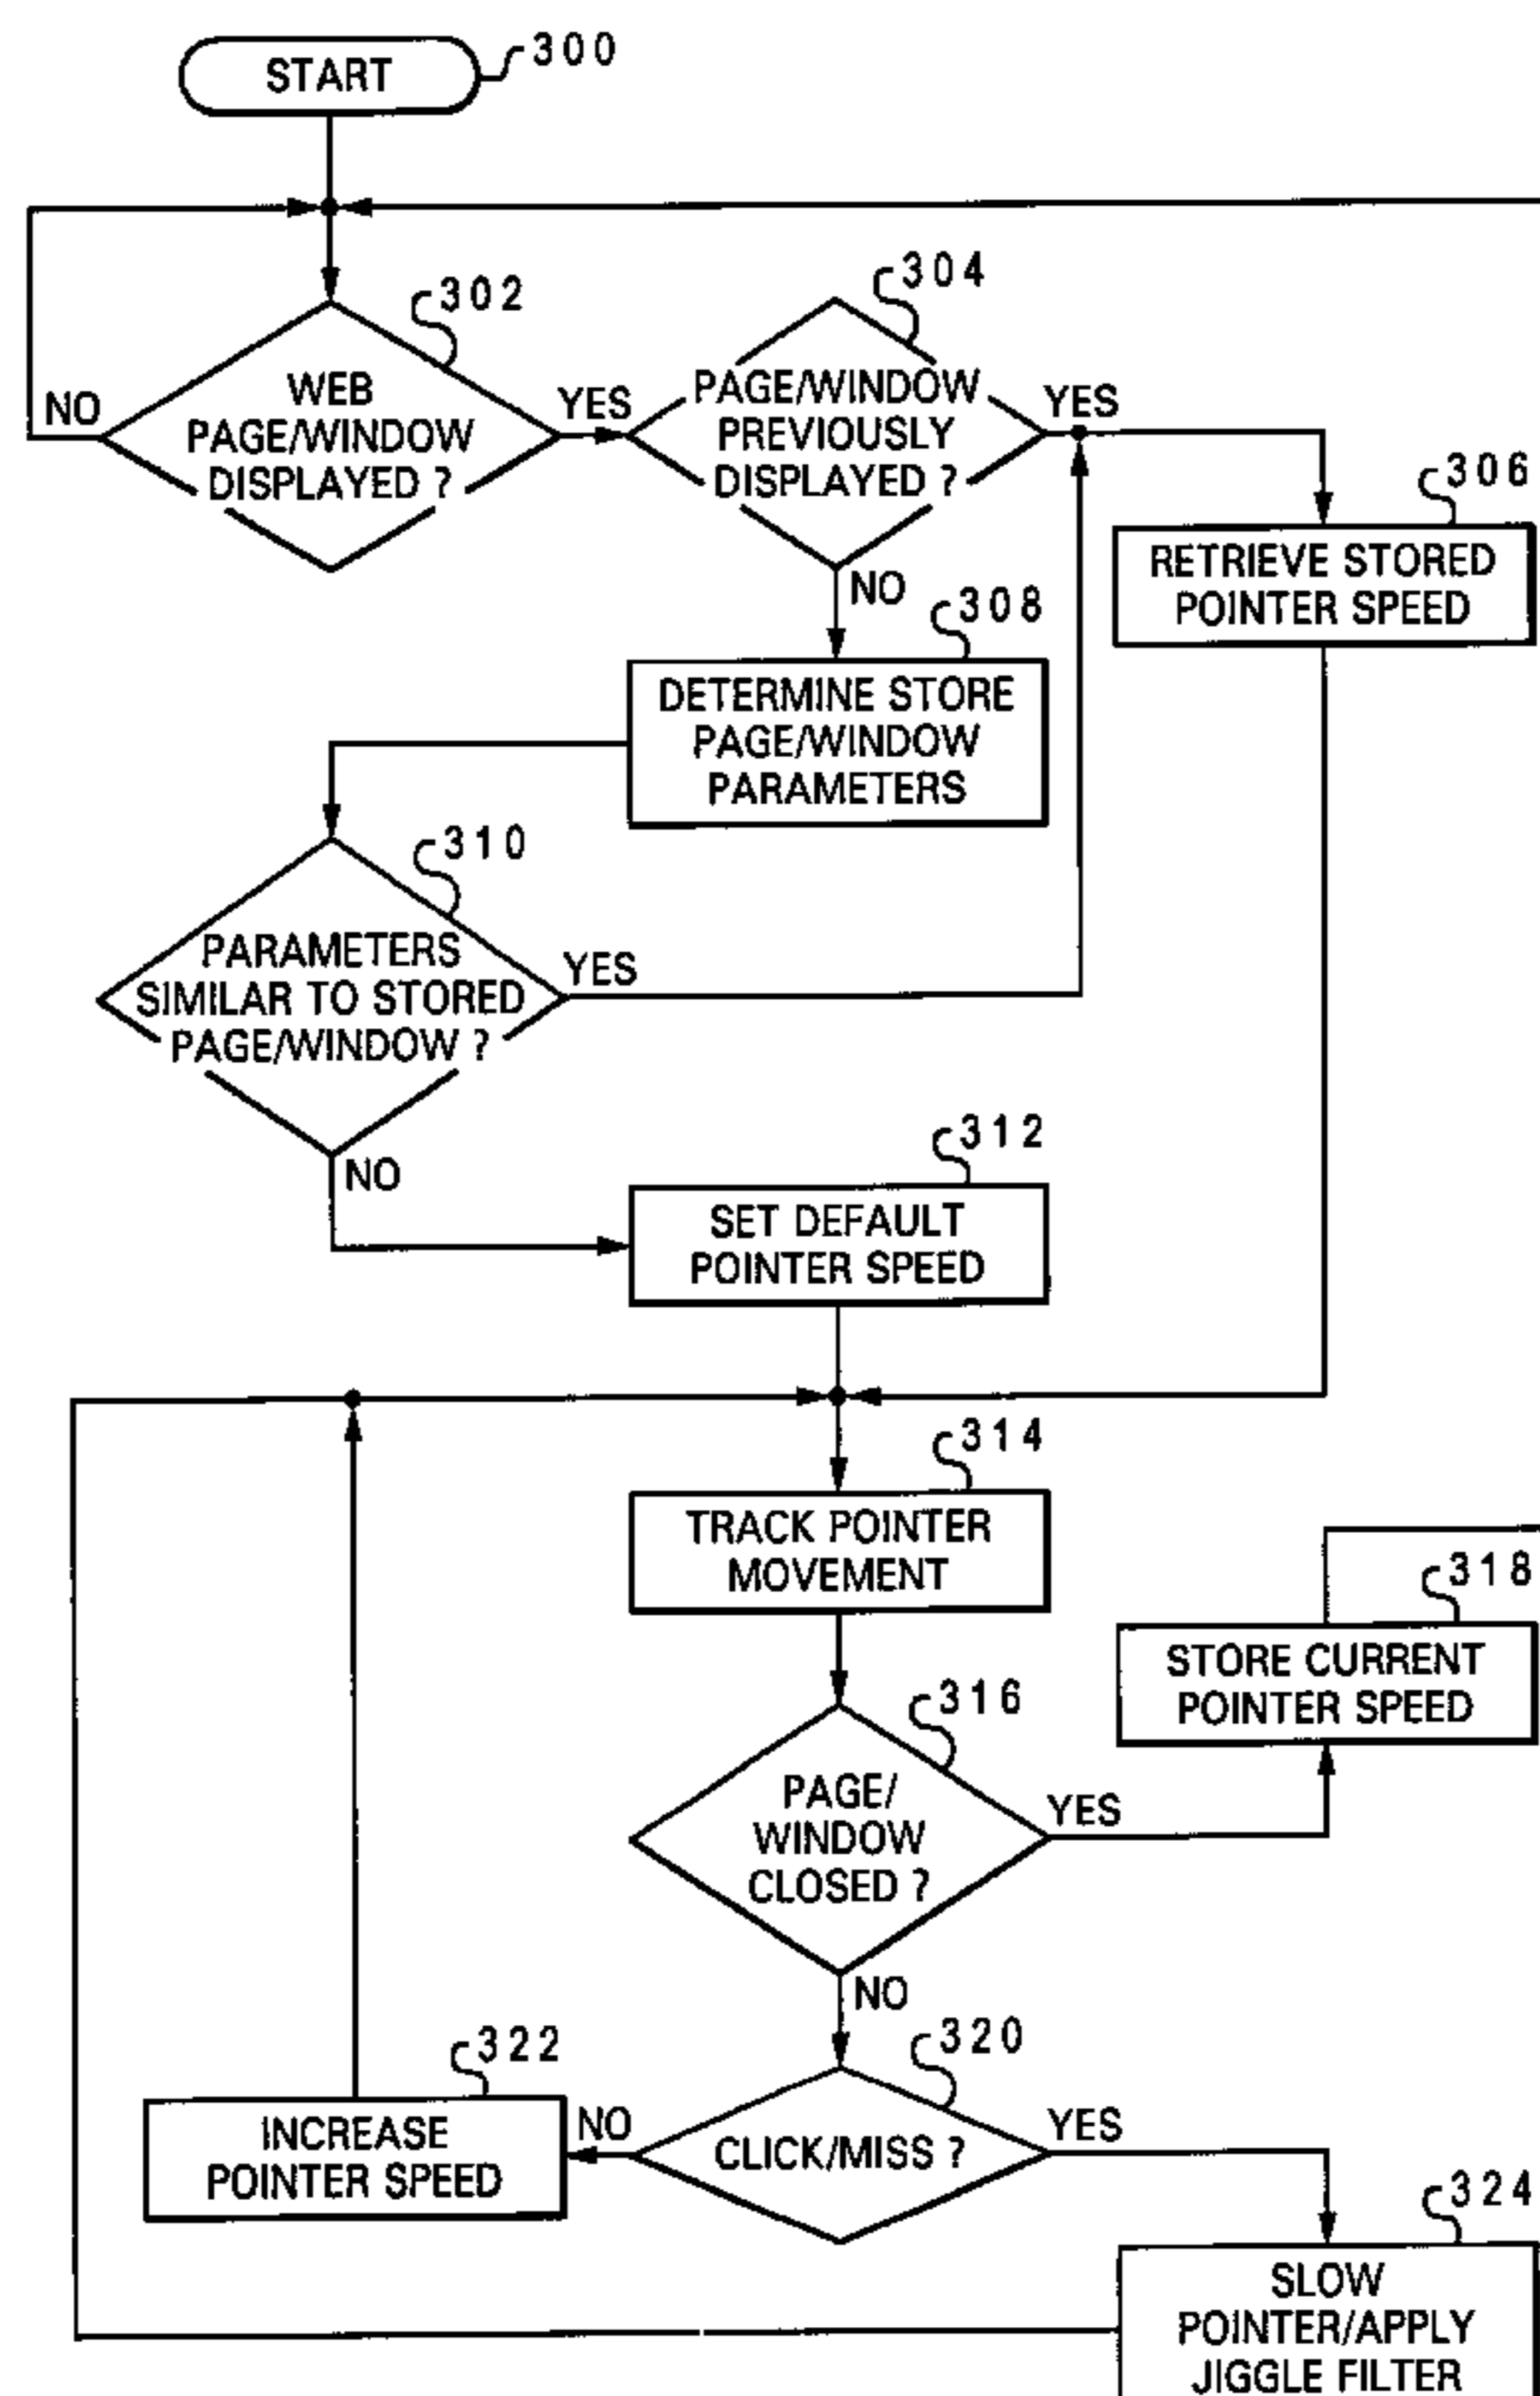 START
300
302
WEB
PAGE/WINDOW
DISPLAYED ?
NO
YES
304
PAGE/WINDOW
PREVIOUSLY
DISPLAYED ?
YES
NO
306
RETRIEVE STORED
POINTER SPEED
308
DETERMINE STORE
PAGE/WINDOW
PARAMETERS
310
PARAMETERS
SIMILAR TO STORED
PAGE/WINDOW ?
YES
NO
312
SET DEFAULT
POINTER SPEED
314
TRACK POINTER
MOVEMENT
316
PAGE/
WINDOW
CLOSED ?
YES
NO
318
STORE CURRENT
POINTER SPEED
320
CLICK/MISS ?
NO
YES
322
INCREASE
POINTER SPEED
324
SLOW
POINTER/APPLY
JIGGLE FILTER